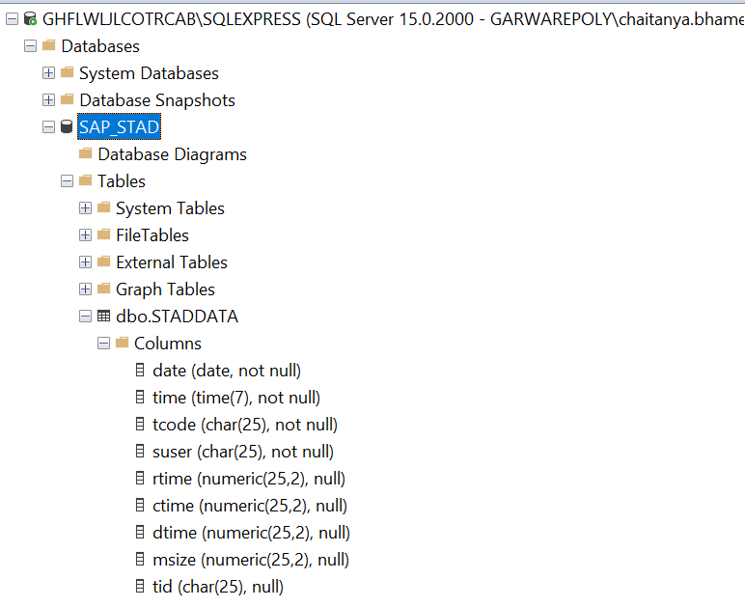 GHFLWLJLCOTRCAB\SQLEXPRESS (SQL Server 15.0.2000 - GARWAREPOLY\chaitanya.bhame
Databases
System Databases
Database Snapshots
SAP_STAD
Database Diagrams
Tables
System Tables
FileTables
External Tables
Graph Tables
dbo.STADDATA
Columns
date (date, not null)
time (time(7), not null)
tcode (char(25), not null)
suser (char(25), not null)
rtime (numeric(25,2), null)
ctime (numeric(25,2), null)
dtime (numeric(25,2), null)
msize (numeric(25,2), null)
tid (char(25), null)